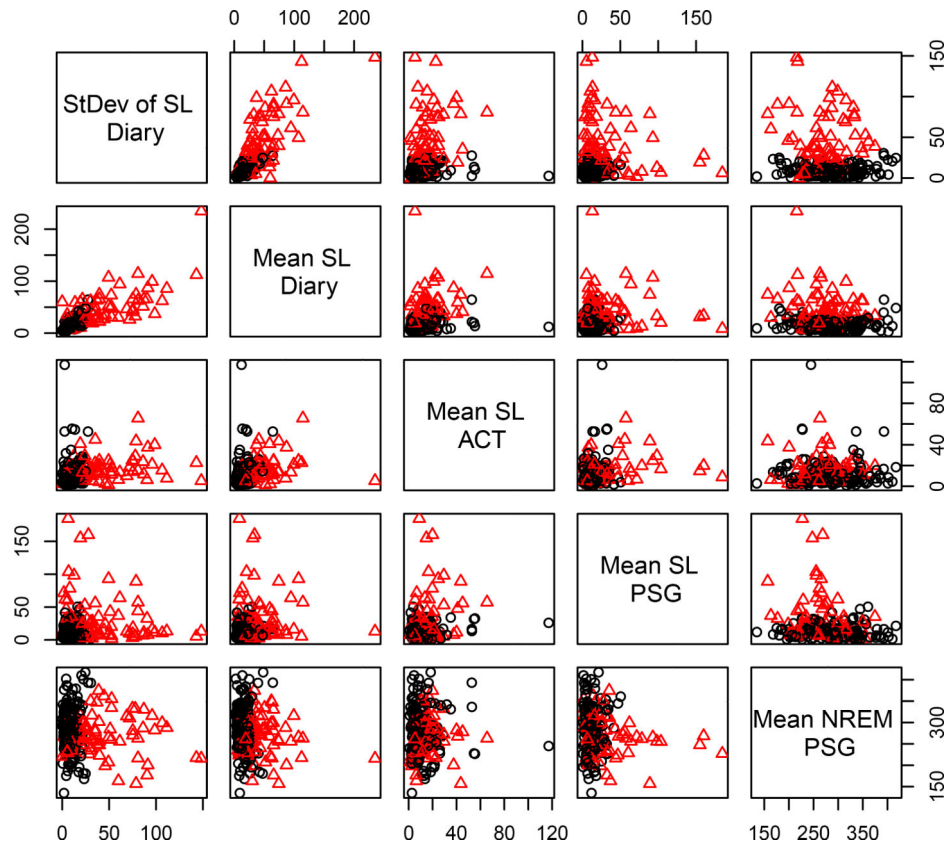 0 100 200
0 50 150
StDev of SL
Diary
0 50 150
0 100 200
Mean SL
Diary
Mean SL
ACT
0 40 80
0 50 150
Mean SL
PSG
Mean NREM
PSG
150 300
0 50 100
0 40 80 120
150 250 350